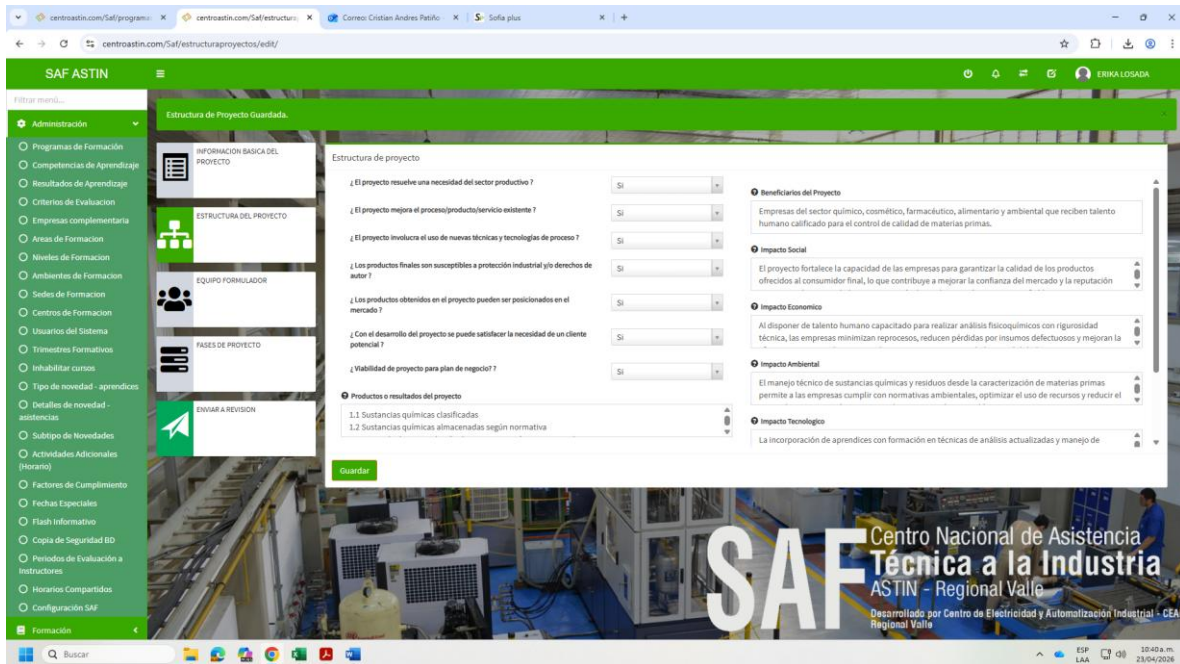 centroastin.com/Saf/program
centroastin.com/Saf/estructura
Correo: Cristian Andres Patiño
Sofia plus
centroastin.com/Saf/estructuraproyectos/edit/
SAF ASTIN
ERIKA LOSADA
Filtrar menú...
Administración
Programas de Formación
Competencias de Aprendizaje
Resultados de Aprendizaje
Criterios de Evaluacion
Empresas complementaria
Areas de Formacion
Niveles de Formacion
Ambientes de Formacion
Sedes de Formacion
Centros de Formacion
Usuarios del Sistema
Trimestres Formativos
Inhabilitar cursos
Tipo de novedad - aprendices
Detalles de novedad -
asistencias
Subtipo de Novedades
Actividades Adicionales
(Horario)
Factores de Cumplimiento
Fechas Especiales
Flash Informativo
Copia de Seguridad BD
Periodos de Evaluación a
Instructores
Horarios Compartidos
Configuración SAF
Formación
Estructura de Proyecto Guardada.
INFORMACION BASICA DEL
PROYECTO
ESTRUCTURA DEL PROYECTO
EQUIPO FORMULADOR
FASES DE PROYECTO
ENVIAR A REVISION
Estructura de proyecto
¿ El proyecto resuelve una necesidad del sector productivo ?
Si
¿ El proyecto mejora el proceso/producto/servicio existente ?
Si
¿ El proyecto involucra el uso de nuevas técnicas y tecnologías de proceso ?
Si
¿ Los productos finales son susceptibles a protección industrial y/o derechos de
autor ?
Si
¿ Los productos obtenidos en el proyecto pueden ser posicionados en el
mercado ?
Si
¿ Con el desarrollo del proyecto se puede satisfacer la necesidad de un cliente
potencial ?
Si
¿ Viabilidad de proyecto para plan de negocio? ?
Si
Productos o resultados del proyecto
1.1 Sustancias químicas clasificadas
1.2 Sustancias químicas almacenadas según normativa
Guardar
Beneficiarios del Proyecto
Empresas del sector químico, cosmético, farmacéutico, alimentario y ambiental que reciben talento
humano calificado para el control de calidad de materias primas.
Impacto Social
El proyecto fortalece la capacidad de las empresas para garantizar la calidad de los productos
ofrecidos al consumidor final, lo que contribuye a mejorar la confianza del mercado y la reputación
Impacto Economico
Al disponer de talento humano capacitado para realizar análisis fisicoquímicos con rigurosidad
técnica, las empresas minimizan reprocesos, reducen pérdidas por insumos defectuosos y mejoran la
Impacto Ambiental
El manejo técnico de sustancias químicas y residuos desde la caracterización de materias primas
permite a las empresas cumplir con normativas ambientales, optimizar el uso de recursos y reducir el
Impacto Tecnologico
La incorporación de aprendices con formación en técnicas de análisis actualizadas y manejo de
SAF
Centro Nacional de Asistencia
Técnica a la Industria
ASTIN - Regional Valle
Desarrollado por Centro de Electricidad y Automatización Industrial - CEA
Regional Valle
Buscar
ESP
LAA
10:40 a.m.
23/04/2026